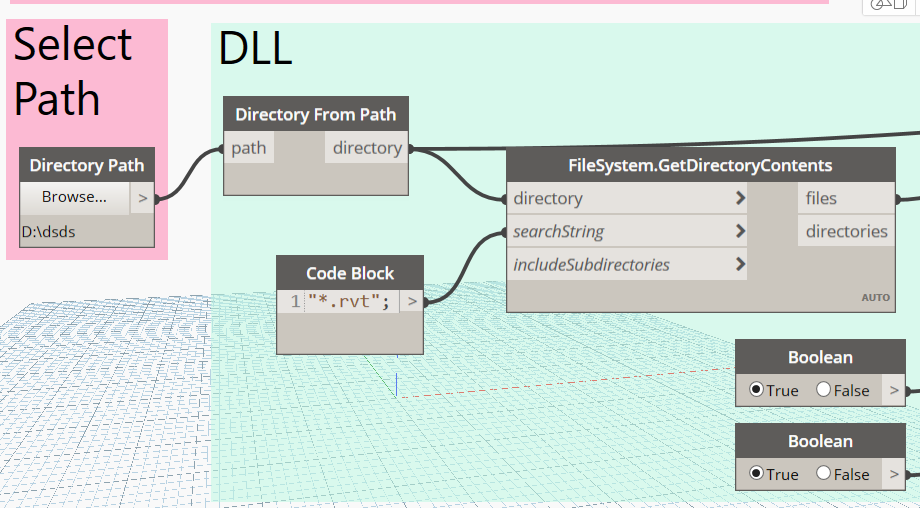 Select
Path
Directory Path
Browse... >
D:\dsds
DLL
Directory From Path
path directory
FileSystem.GetDirectoryContents
directory files
searchString directories
includeSubdirectories
AUTO
Code Block
1 "*.rvt"; >
Boolean
True False >
Boolean
True False >